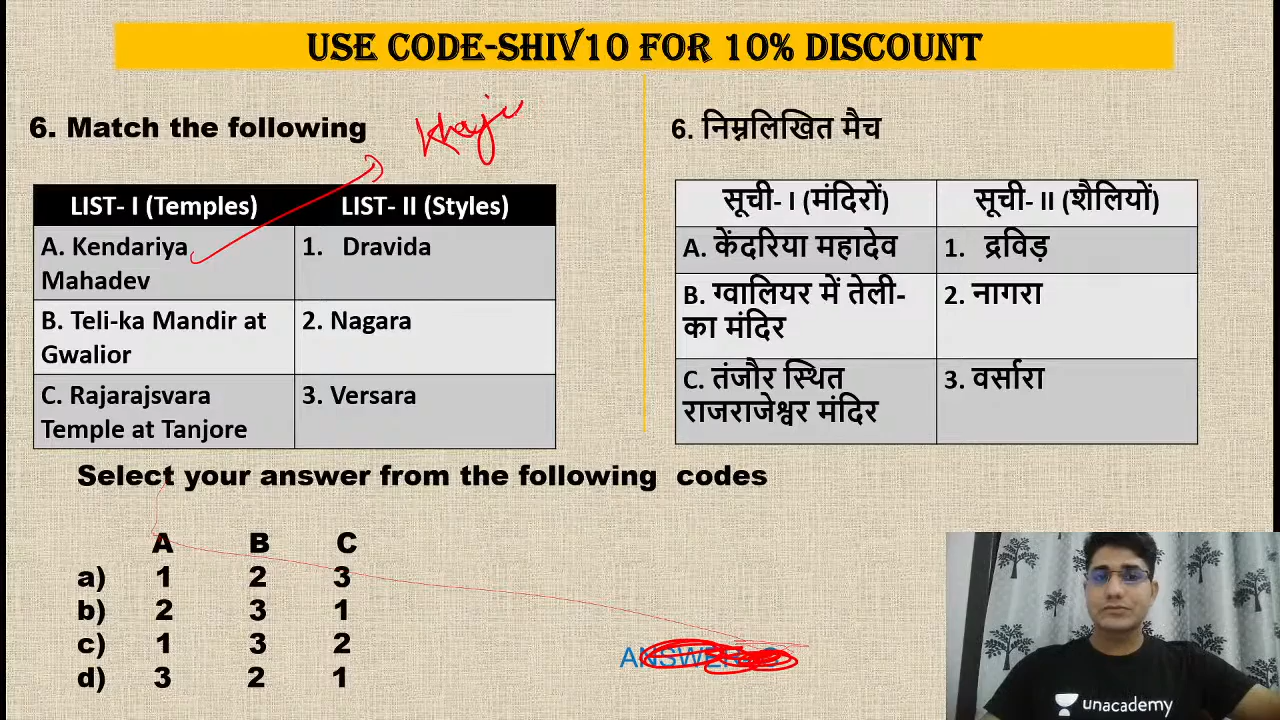 USE CODE-SHIV10 FOR 10% DISCOUNT
6. Match the following
LIST- I (Temples) LIST- II (Styles)
A. Kendariya Mahadev 1. Dravida
B. Teli-ka Mandir at Gwalior 2. Nagara
C. Rajarajsvara Temple at Tanjore 3. Versara
6. निम्नलिखित मैच
सूची- I (मंदिरों) सूची- II (शैलियों)
A. केंदरिया महादेव 1. द्रविड़
B. ग्वालियर में तेली-का मंदिर 2. नागरा
C. तंजौर स्थित राजराजेश्वर मंदिर 3. वर्सारा
Select your answer from the following codes
A B C
a) 1 2 3
b) 2 3 1
c) 1 3 2
d) 3 2 1
unacademy